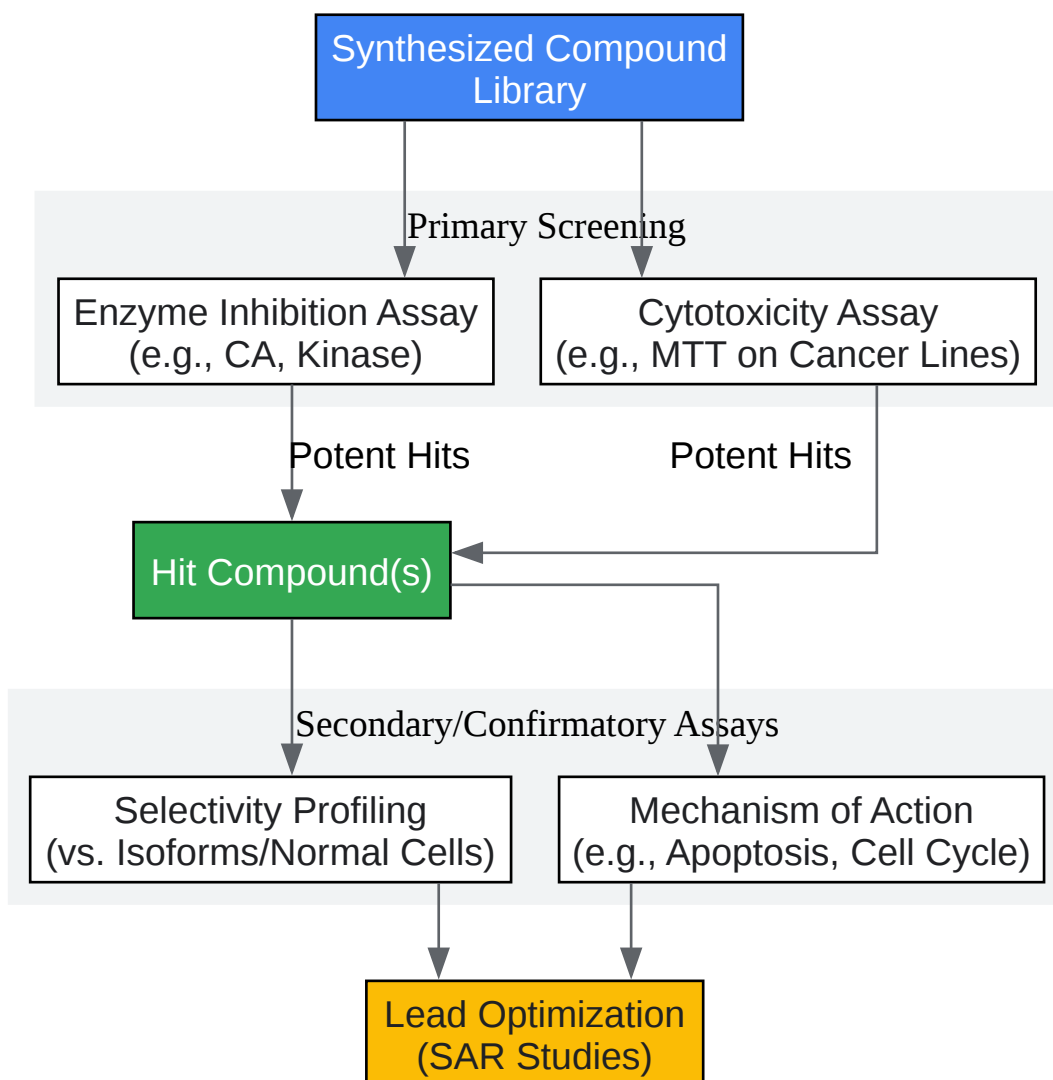 Synthesized Compound
Library
Primary Screening
Enzyme Inhibition Assay
(e.g., CA, Kinase)
Cytotoxicity Assay
(e.g., MTT on Cancer Lines)
Potent Hits
Potent Hits
Hit Compound(s)
Secondary/Confirmatory Assays
Selectivity Profiling
(vs. Isoforms/Normal Cells)
Mechanism of Action
(e.g., Apoptosis, Cell Cycle)
Lead Optimization
(SAR Studies)